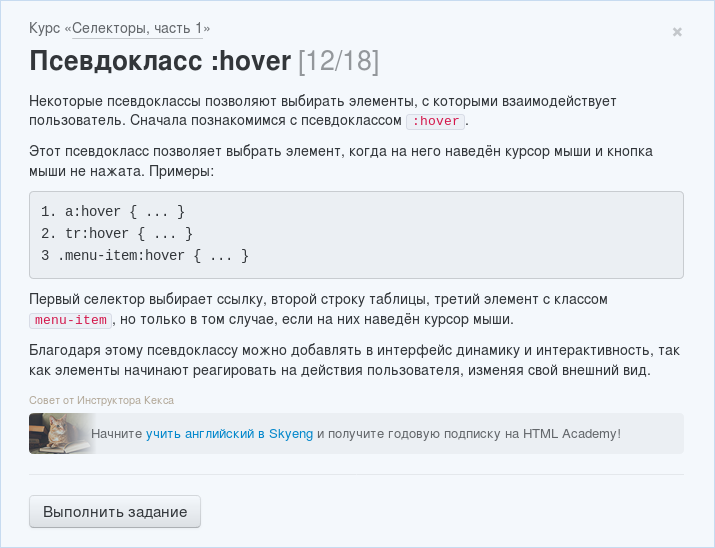 Курс «Селекторы, часть 1»
×
Псевдокласс :hover [12/18]
Некоторые псевдоклассы позволяют выбирать элементы, с которыми взаимодействует
пользователь. Сначала познакомимся с псевдоклассом :hover.
Этот псевдокласс позволяет выбрать элемент, когда на него наведён курсор мыши и кнопка
мыши не нажата. Примеры:
1. a:hover { ... }
2. tr:hover { ... }
3 .menu-item:hover { ... }
Первый селектор выбирает ссылку, второй строку таблицы, третий элемент с классом
menu-item, но только в том случае, если на них наведён курсор мыши.
Благодаря этому псевдоклассу можно добавлять в интерфейс динамику и интерактивность, так
как элементы начинают реагировать на действия пользователя, изменяя свой внешний вид.
Совет от Инструктора Кекса
Начните учить английский в Skyeng и получите годовую подписку на HTML Academy!
Выполнить задание